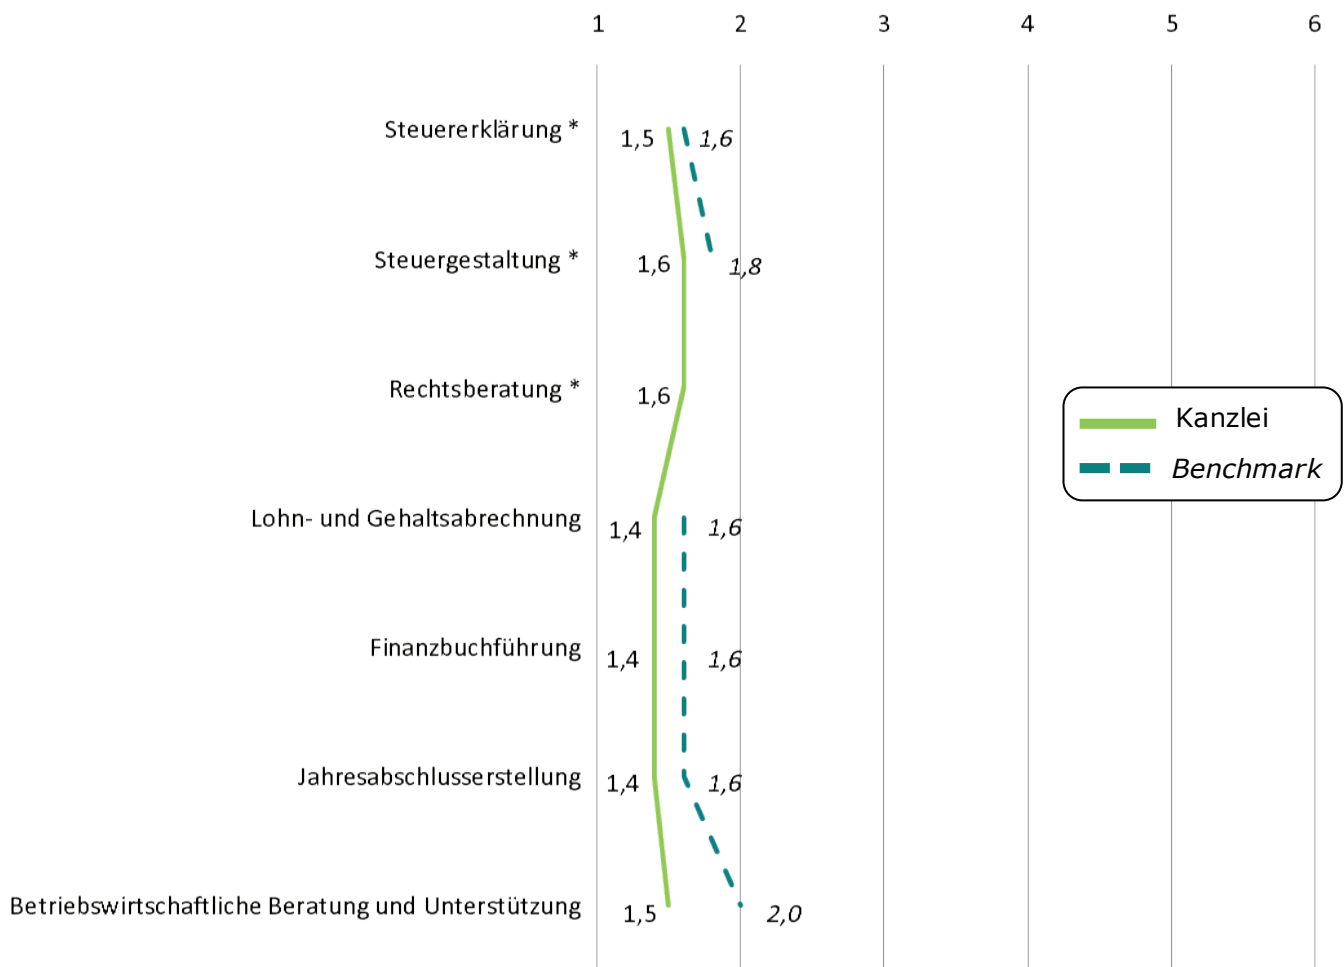 1 2 3 4 5 6
Steuererklärung * 1,5 1,6
Steuergestaltung * 1,6 1,8
Rechtsberatung * 1,6
Kanzlei
Benchmark
Lohn- und Gehaltsabrechnung 1,4 1,6
Finanzbuchführung 1,4 1,6
Jahresabschlusserstellung 1,4 1,6
Betriebswirtschaftliche Beratung und Unterstützung 1,5 2,0